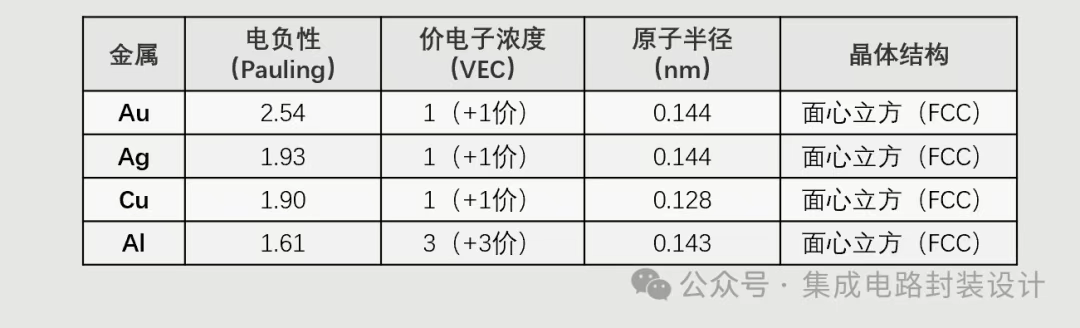 金属 电负性（Pauling） 价电子浓度（VEC） 原子半径（nm） 晶体结构
Au 2.54 1（+1价） 0.144 面心立方（FCC）
Ag 1.93 1（+1价） 0.144 面心立方（FCC）
Cu 1.90 1（+1价） 0.128 面心立方（FCC）
Al 1.61 3（+3价） 0.143 面心立方（FCC）
公众号·集成电路封装设计